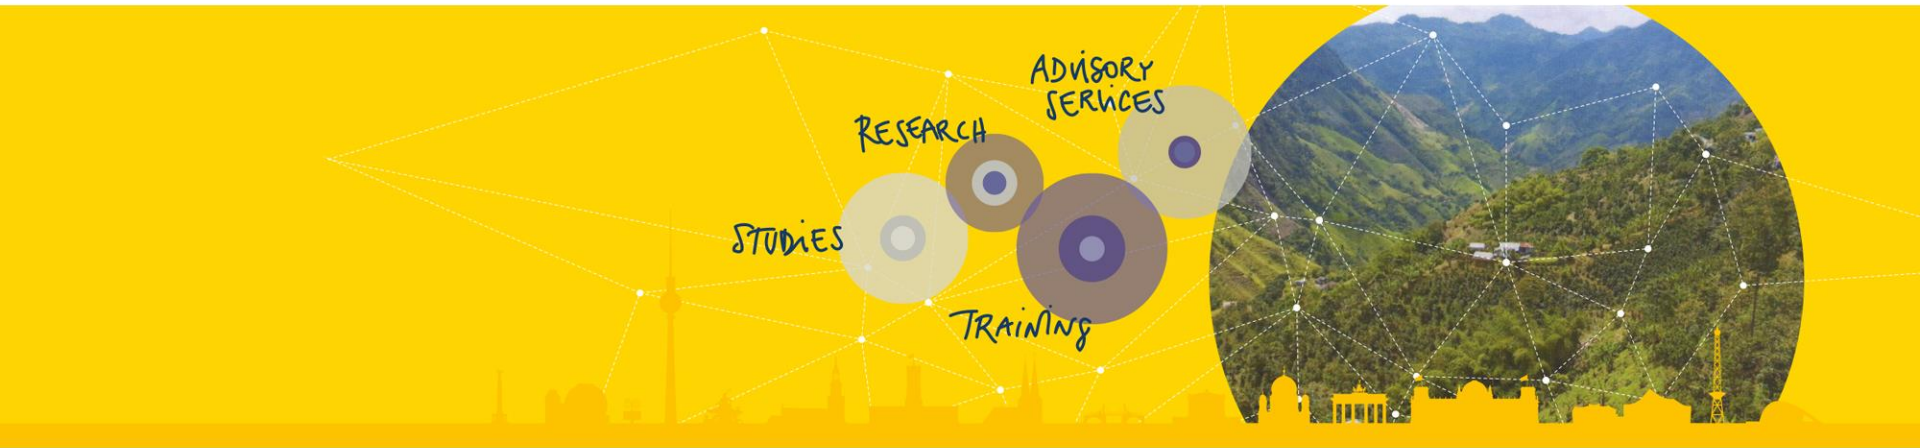 ADVISORY
SERVICES
RESEARCH
STUDIES
TRAINING